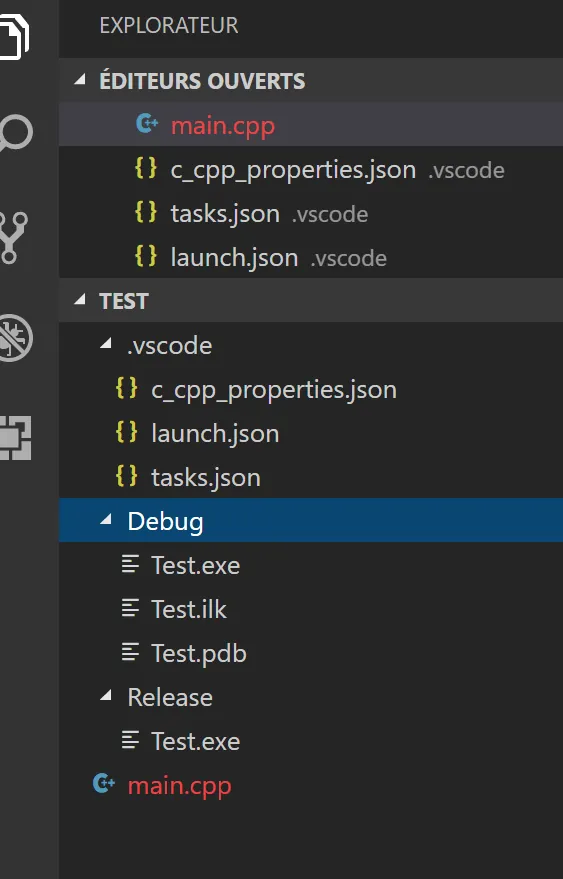 EXPLORATEUR
ÉDITEURS OUVERTS
main.cpp
c_cpp_properties.json .vscode
tasks.json .vscode
launch.json .vscode
TEST
.vscode
c_cpp_properties.json
launch.json
tasks.json
Debug
Test.exe
Test.ilk
Test.pdb
Release
Test.exe
main.cpp